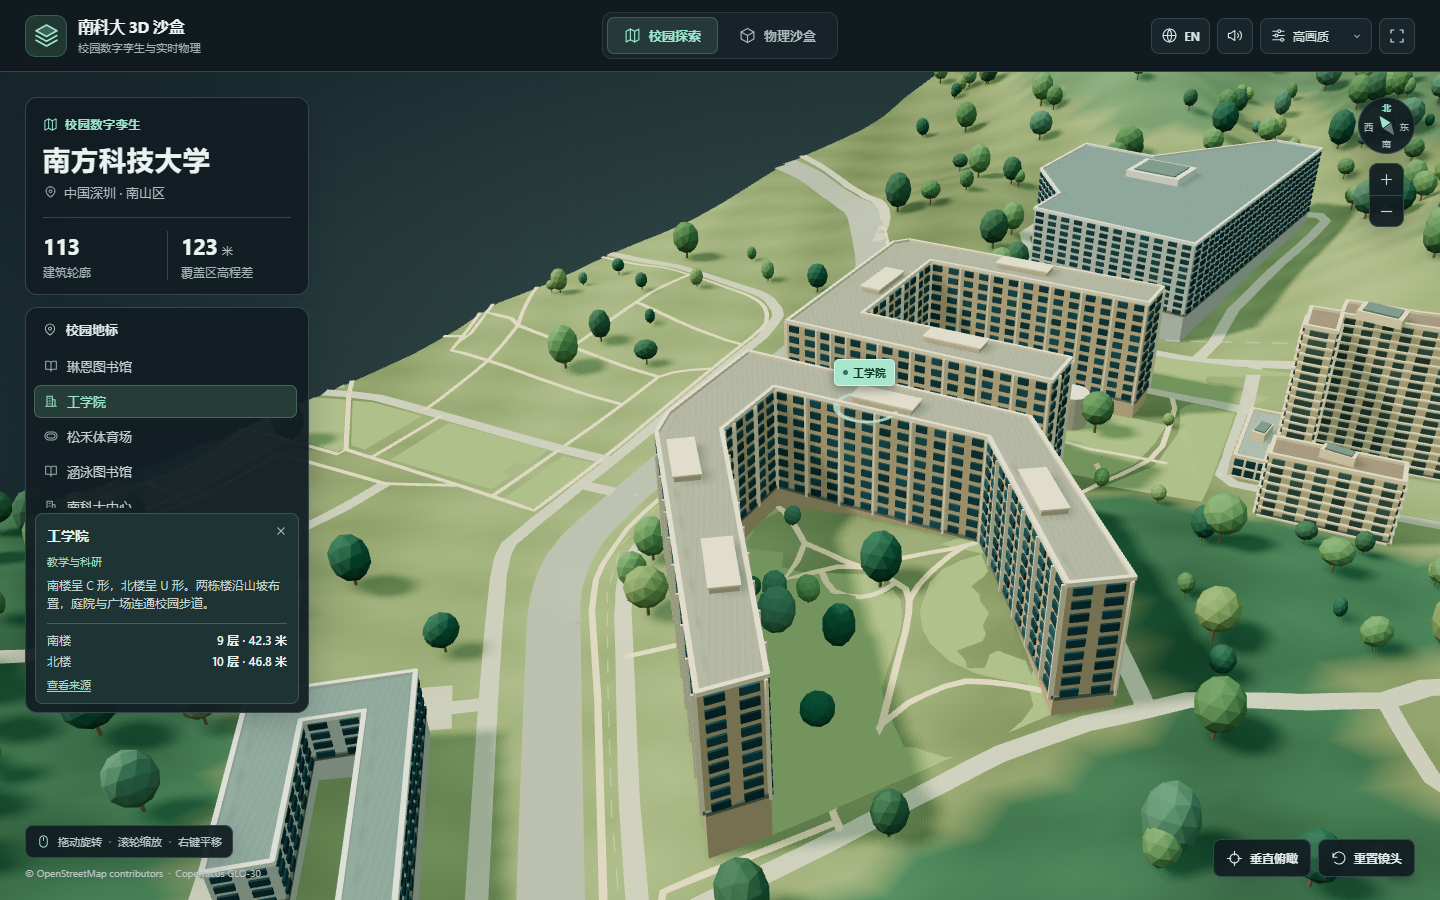 南科大 3D 沙盒
校园数字孪生与实时物理
校园探索
物理沙盒
EN
高画质
校园数字孪生
南方科技大学
中国深圳 · 南山区
113
建筑轮廓
123 米
覆盖区高程差
校园地标
琳恩图书馆
工学院
松禾体育场
涵泳图书馆
南科大中心
工学院
教学与科研
南楼呈 C 形，北楼呈 U 形。两栋楼沿山坡布
置，庭院与广场连通校园步道。
南楼 9 层 · 42.3 米
北楼 10 层 · 46.8 米
查看来源
工学院
北
西
东
南
拖动旋转 · 滚轮缩放 · 右键平移
© OpenStreetMap contributors · Copernicus GLO-30
垂直俯瞰
重置镜头